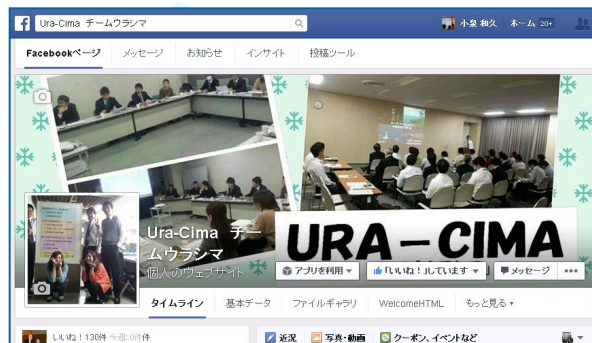 Ura-Cima チームウラシマ
小泉 和久 ホーム 20+
Facebookページ メッセージ お知らせ インサイト 投稿ツール
Ura-Cima チームウラシマ
個人のウェブサイト
URA-CIMA
アプリを利用 「いいね！」しています メッセージ •••
タイムライン 基本データ ファイルギャラリ WelcomeHTML もっと見る
いいね！130件 今週: 0件件
近況 写真・動画 クーポン、イベントなど